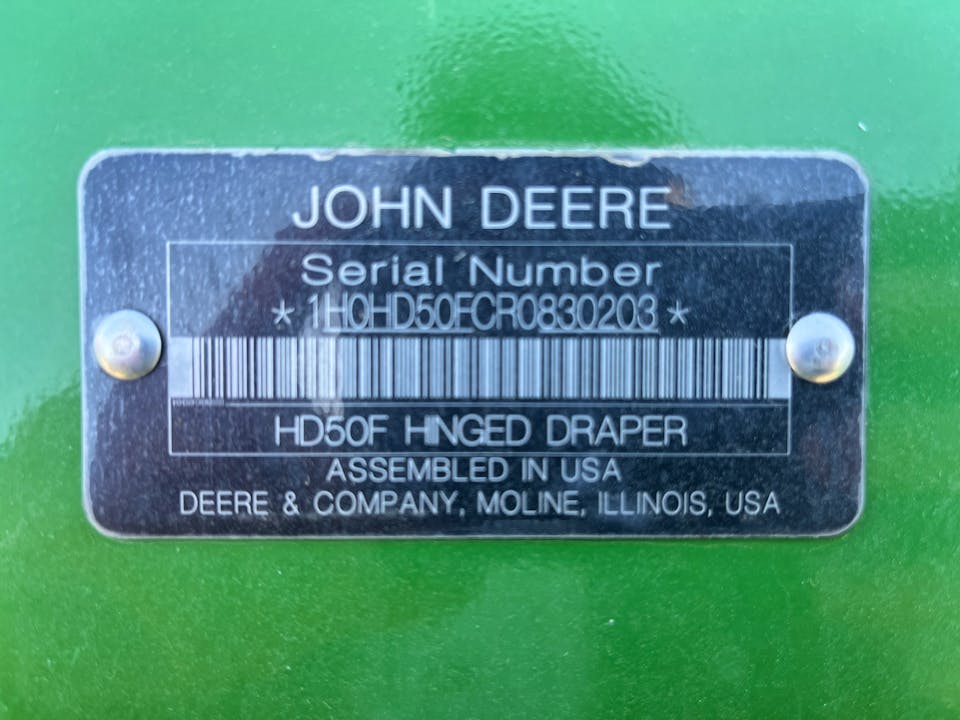 JOHN DEERE
Serial Number
* 1H0HD50FCR0830203 *
HD50F HINGED DRAPER
ASSEMBLED IN USA
DEERE & COMPANY, MOLINE, ILLINOIS, USA